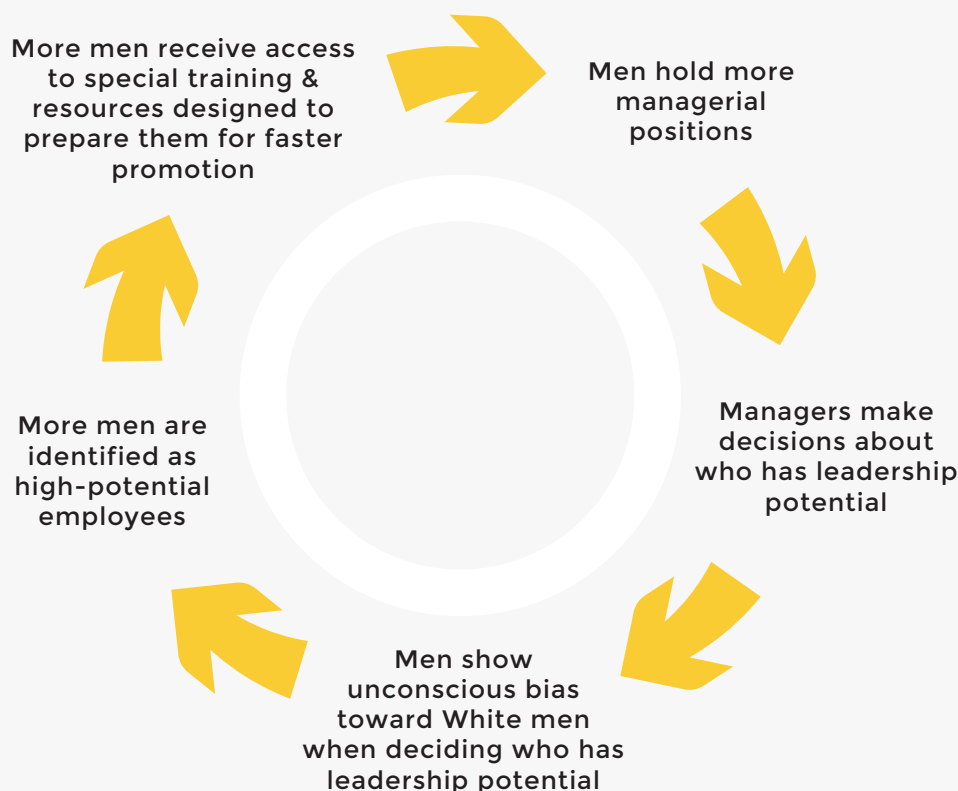 More men receive access
to special training &
resources designed to
prepare them for faster
promotion
Men hold more
managerial
positions
Managers make
decisions about
who has leadership
potential
Men show
unconscious bias
toward White men
when deciding who has
leadership potential
More men are
identified as
high-potential
employees